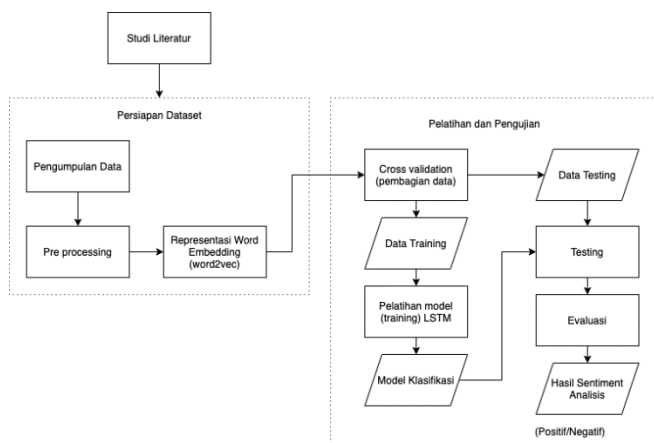 Studi Literatur
Persiapan Dataset
Pengumpulan Data
Pre processing
Representasi Word
Embedding
(word2vec)
Pelatihan dan Pengujian
Cross validation
(pembagian data)
Data Testing
Data Training
Testing
Pelatihan model
(training) LSTM
Evaluasi
Model Klasifikasi
Hasil Sentiment
Analisis
(Positif/Negatif)